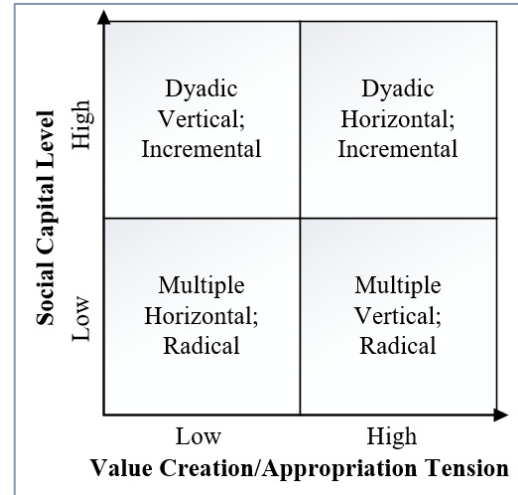 Social Capital Level
High
Low
Dyadic
Vertical;
Incremental
Dyadic
Horizontal;
Incremental
Multiple
Horizontal;
Radical
Multiple
Vertical;
Radical
Low
High
Value Creation/Appropriation Tension